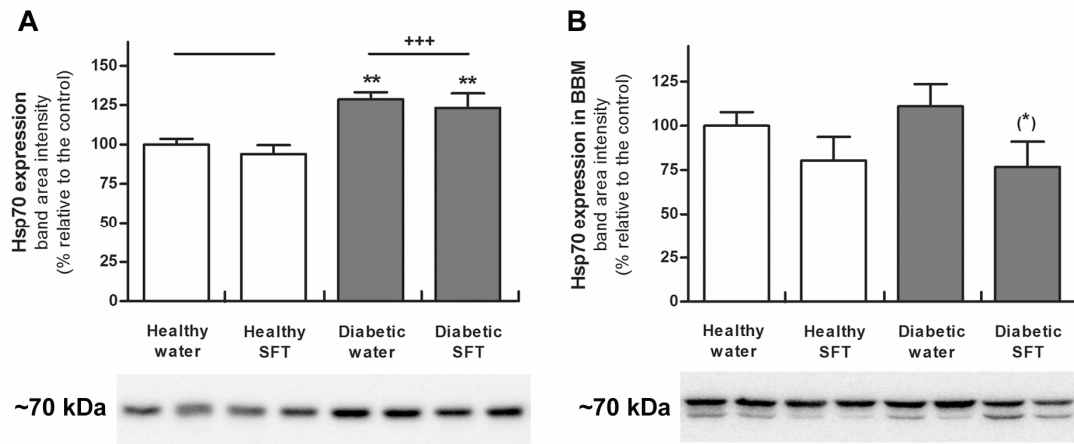 A
Hsp70 expression
band area intensity
(% relative to the control)
150
125
100
75
50
25
0
+++
**
**
Healthy
water
Healthy
SFT
Diabetic
water
Diabetic
SFT
~70 kDa
B
Hsp70 expression in BBM
band area intensity
(% relative to the control)
125
100
75
50
25
0
(*)
Healthy
water
Healthy
SFT
Diabetic
water
Diabetic
SFT
~70 kDa